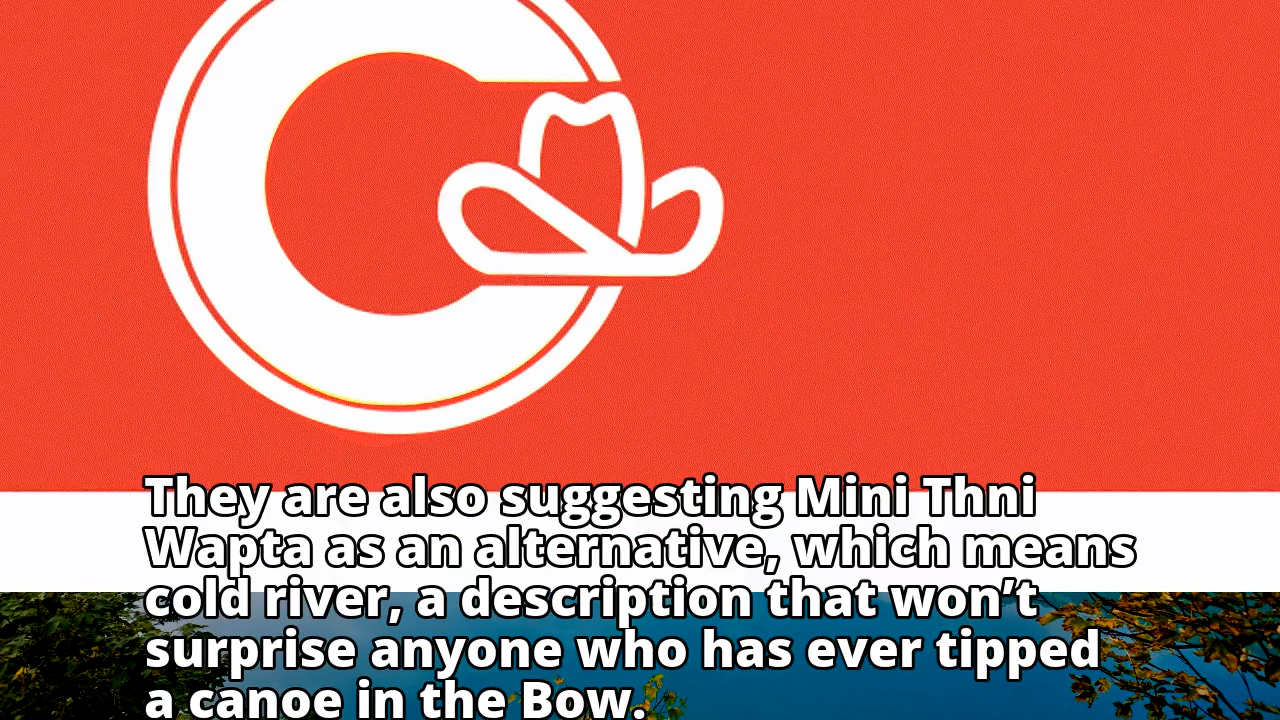 They are also suggesting Mini Thni
Wapta as an alternative, which means
cold river, a description that won’t
surprise anyone who has ever tipped
a canoe in the Bow.